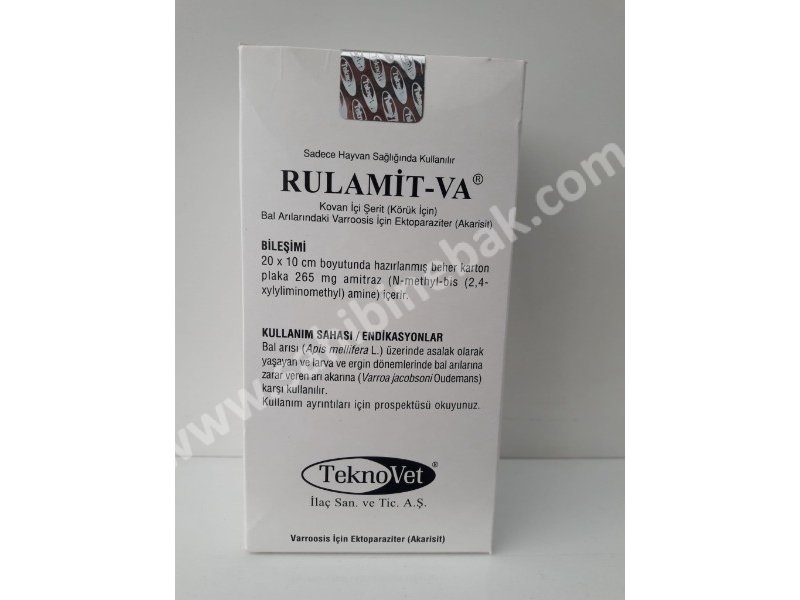 Sadece Hayvan Sağlığında Kullanılır
RULAMİT-VA®
Kovan İçi Şerit (Körük İçin)
Bal Arılarındaki Varroosis İçin Ektoparaziter (Akarisit)
BİLEŞİMİ
20 x 10 cm boyutunda hazırlanmış beher karton
plaka 265 mg amitraz (N-methyl-bis (2,4-
xylyliminomethyl) amine) içerir.
KULLANIM SAHASI / ENDİKASYONLAR
Bal arısı (Apis mellifera L.) üzerinde asalak olarak
yaşayan ve larva ve ergin dönemlerinde bal arılarına
zarar veren arı akarına (Varroa jacobsoni Oudemans)
karşı kullanılır.
Kullanım ayrıntıları için prospektüsü okuyunuz.
TeknoVet®
İlaç San. ve Tic. A.Ş.
Varroosis İçin Ektoparaziter (Akarisit)
www.sahibinebak.com